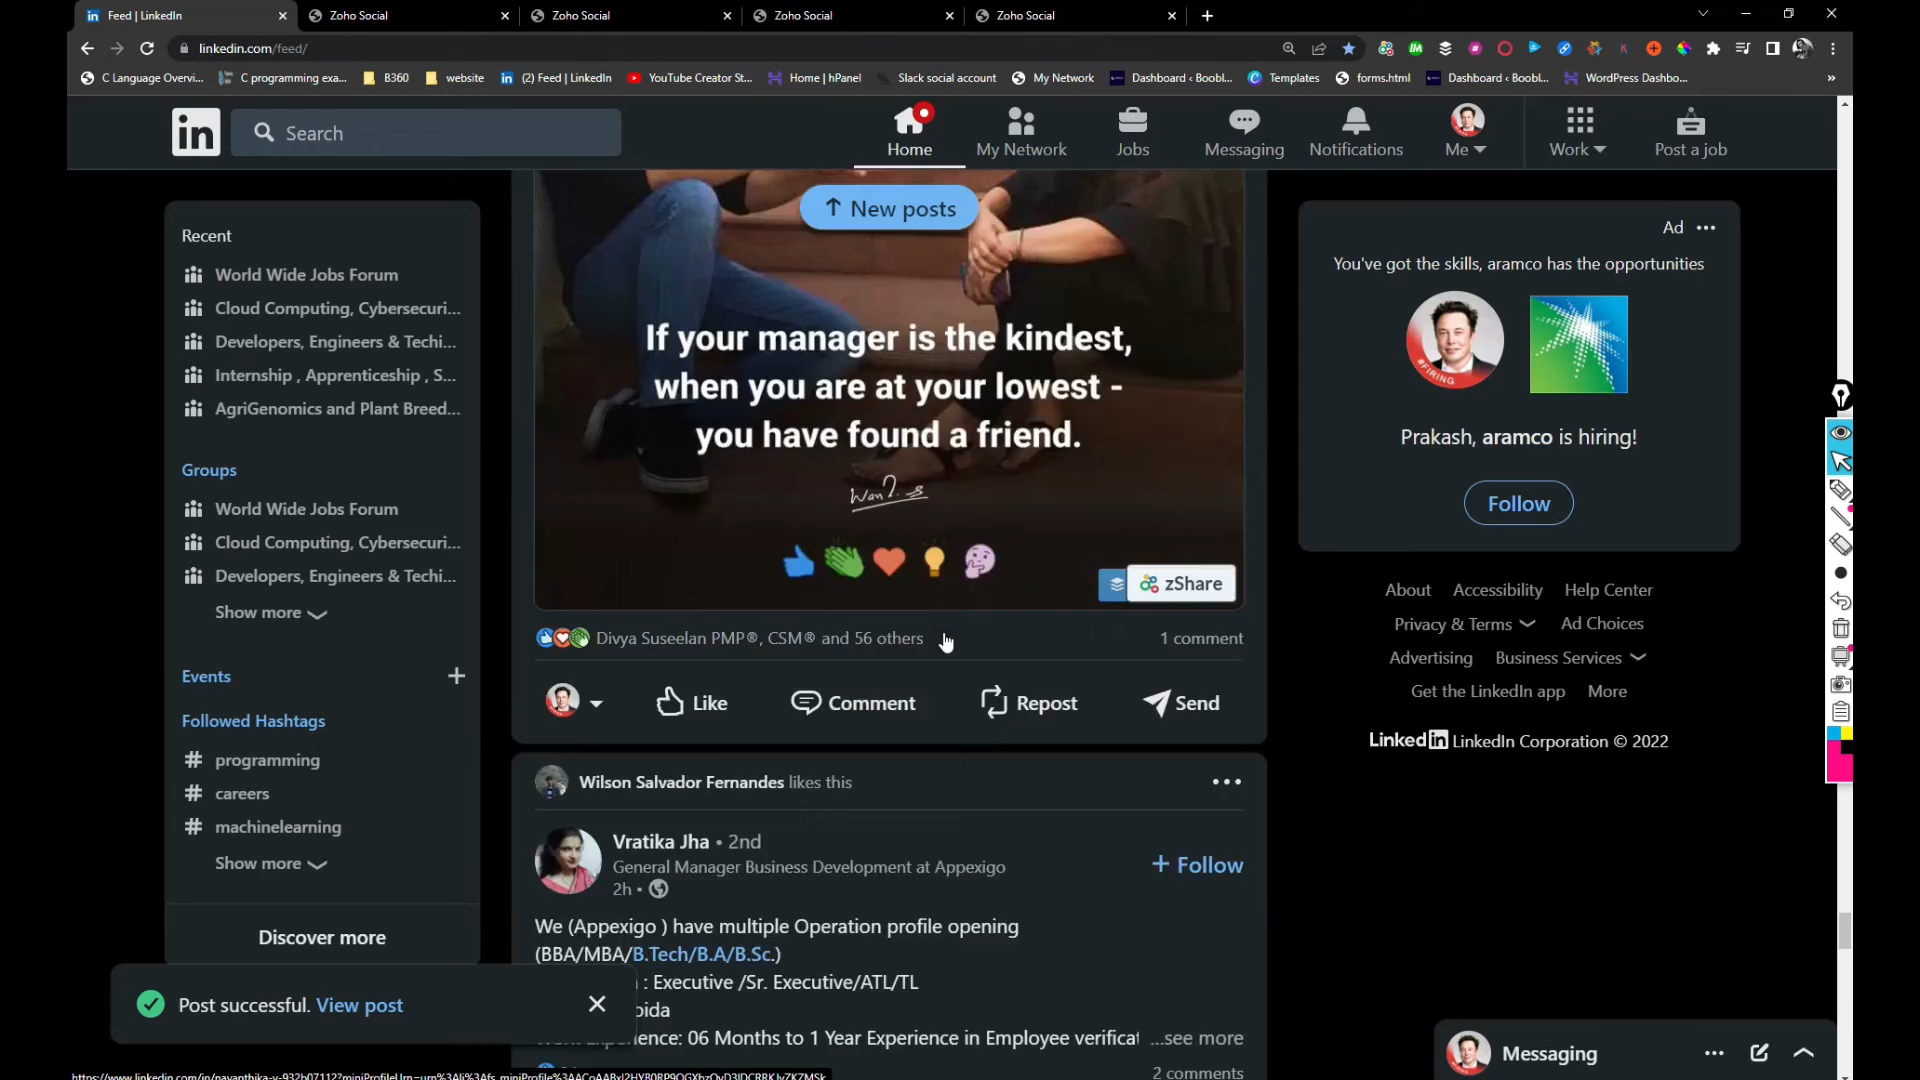 Feed | LinkedIn
Zoho Social
Zoho Social
Zoho Social
Zoho Social
linkedin.com/feed/
C Language Overvi...
C programming exa...
B360
website
(2) Feed | LinkedIn
YouTube Creator St...
Home | hPanel
Slack social account
My Network
Dashboard ‹ Boobl...
Templates
forms.html
Dashboard ‹ Boobl...
WordPress Dashbo...
in
Search
Home
My Network
Jobs
Messaging
Notifications
Me
Work
Post a job
Recent
World Wide Jobs Forum
Cloud Computing, Cybersecuri...
Developers, Engineers & Techi...
Internship , Apprenticeship , S...
AgriGenomics and Plant Breed...
Groups
World Wide Jobs Forum
Cloud Computing, Cybersecuri...
Developers, Engineers & Techi...
Show more
Events
Followed Hashtags
# programming
# careers
# machinelearning
Show more
Discover more
Post successful. View post
New posts
If your manager is the kindest,
when you are at your lowest -
you have found a friend.
zShare
Divya Suseelan PMP®, CSM® and 56 others
1 comment
Like
Comment
Repost
Send
Wilson Salvador Fernandes likes this
Vratika Jha • 2nd
General Manager Business Development at Appexigo
2h •
+ Follow
We (Appexigo ) have multiple Operation profile opening
(BBA/MBA/B.Tech/B.A/B.Sc.)
: Executive /Sr. Executive/ATL/TL
06 Months to 1 Year Experience in Employee verificat
...see more
2 comments
Ad
You've got the skills, aramco has the opportunities
#FIRING
Prakash, aramco is hiring!
Follow
About
Accessibility
Help Center
Privacy & Terms
Ad Choices
Advertising
Business Services
Get the LinkedIn app
More
LinkedIn LinkedIn Corporation © 2022
Messaging